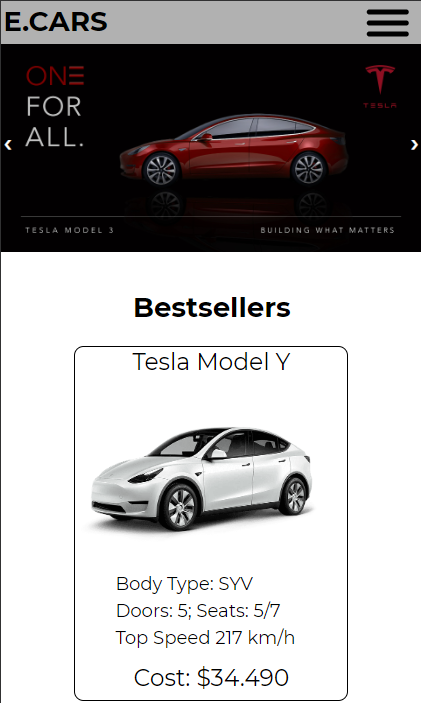 E.CARS
ONE
FOR
ALL.
TESLA
TESLA MODEL 3
BUILDING WHAT MATTERS
Bestsellers
Tesla Model Y
Body Type: SYV
Doors: 5; Seats: 5/7
Top Speed 217 km/h
Cost: $34.490